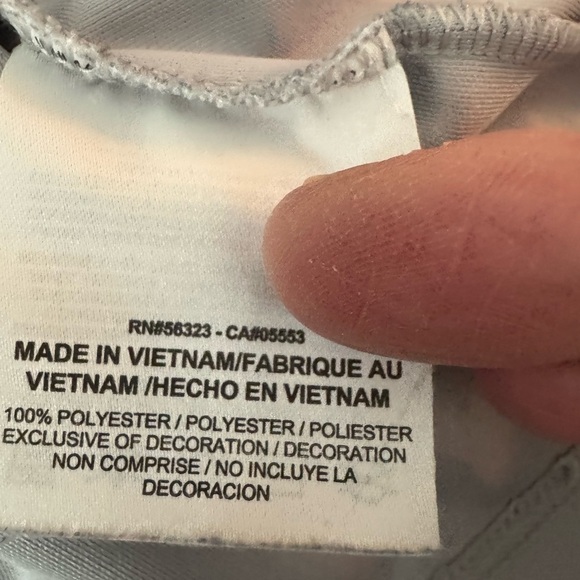 RN#56323 - CA#05553
MADE IN VIETNAM/FABRIQUE AU
VIETNAM /HECHO EN VIETNAM
100% POLYESTER / POLYESTER / POLIESTER
EXCLUSIVE OF DECORATION / DECORATION
NON COMPRISE / NO INCLUYE LA
DECORACION